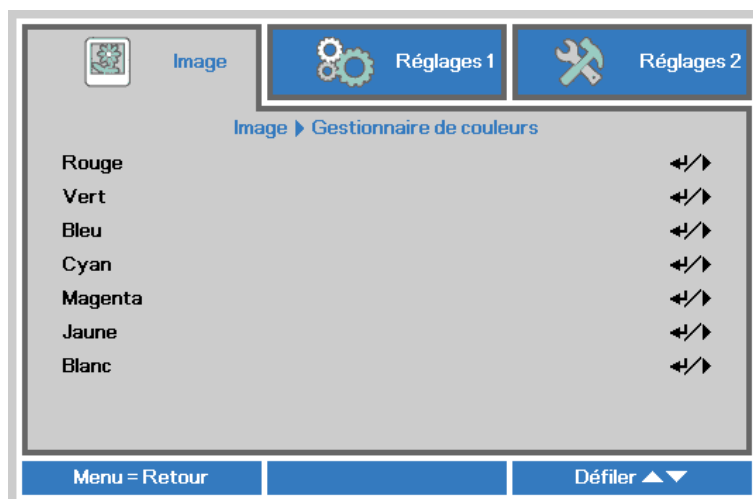 Image Réglages 1 Réglages 2
Image ▶ Gestionnaire de couleurs
Rouge ↵/▶
Vert ↵/▶
Bleu ↵/▶
Cyan ↵/▶
Magenta ↵/▶
Jaune ↵/▶
Blanc ↵/▶
Menu = Retour Défiler ▲▼